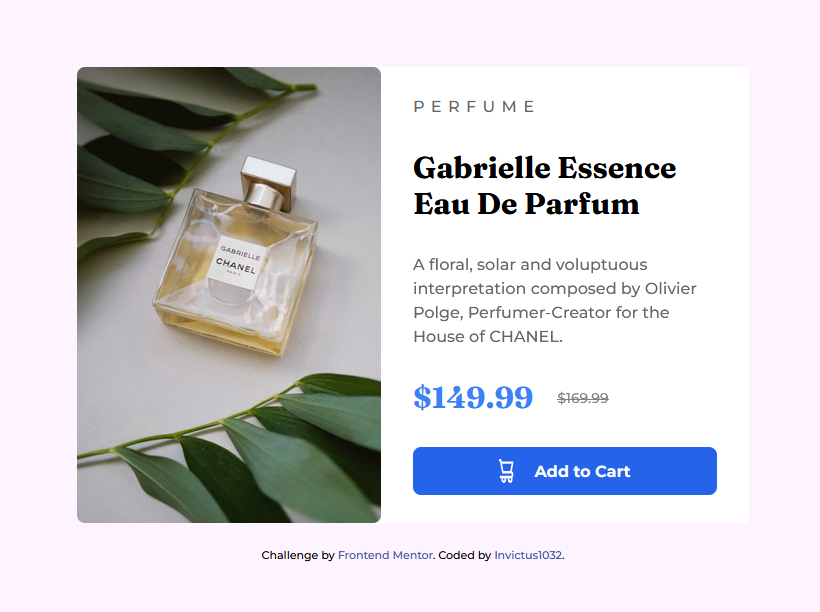 GABRIELLE
CHANEL
PARIS
PERFUME
Gabrielle Essence
Eau De Parfum
A floral, solar and voluptuous
interpretation composed by Olivier
Polge, Perfumer-Creator for the
House of CHANEL.
$149.99 $169.99
Add to Cart
Challenge by Frontend Mentor. Coded by Invictus1032.